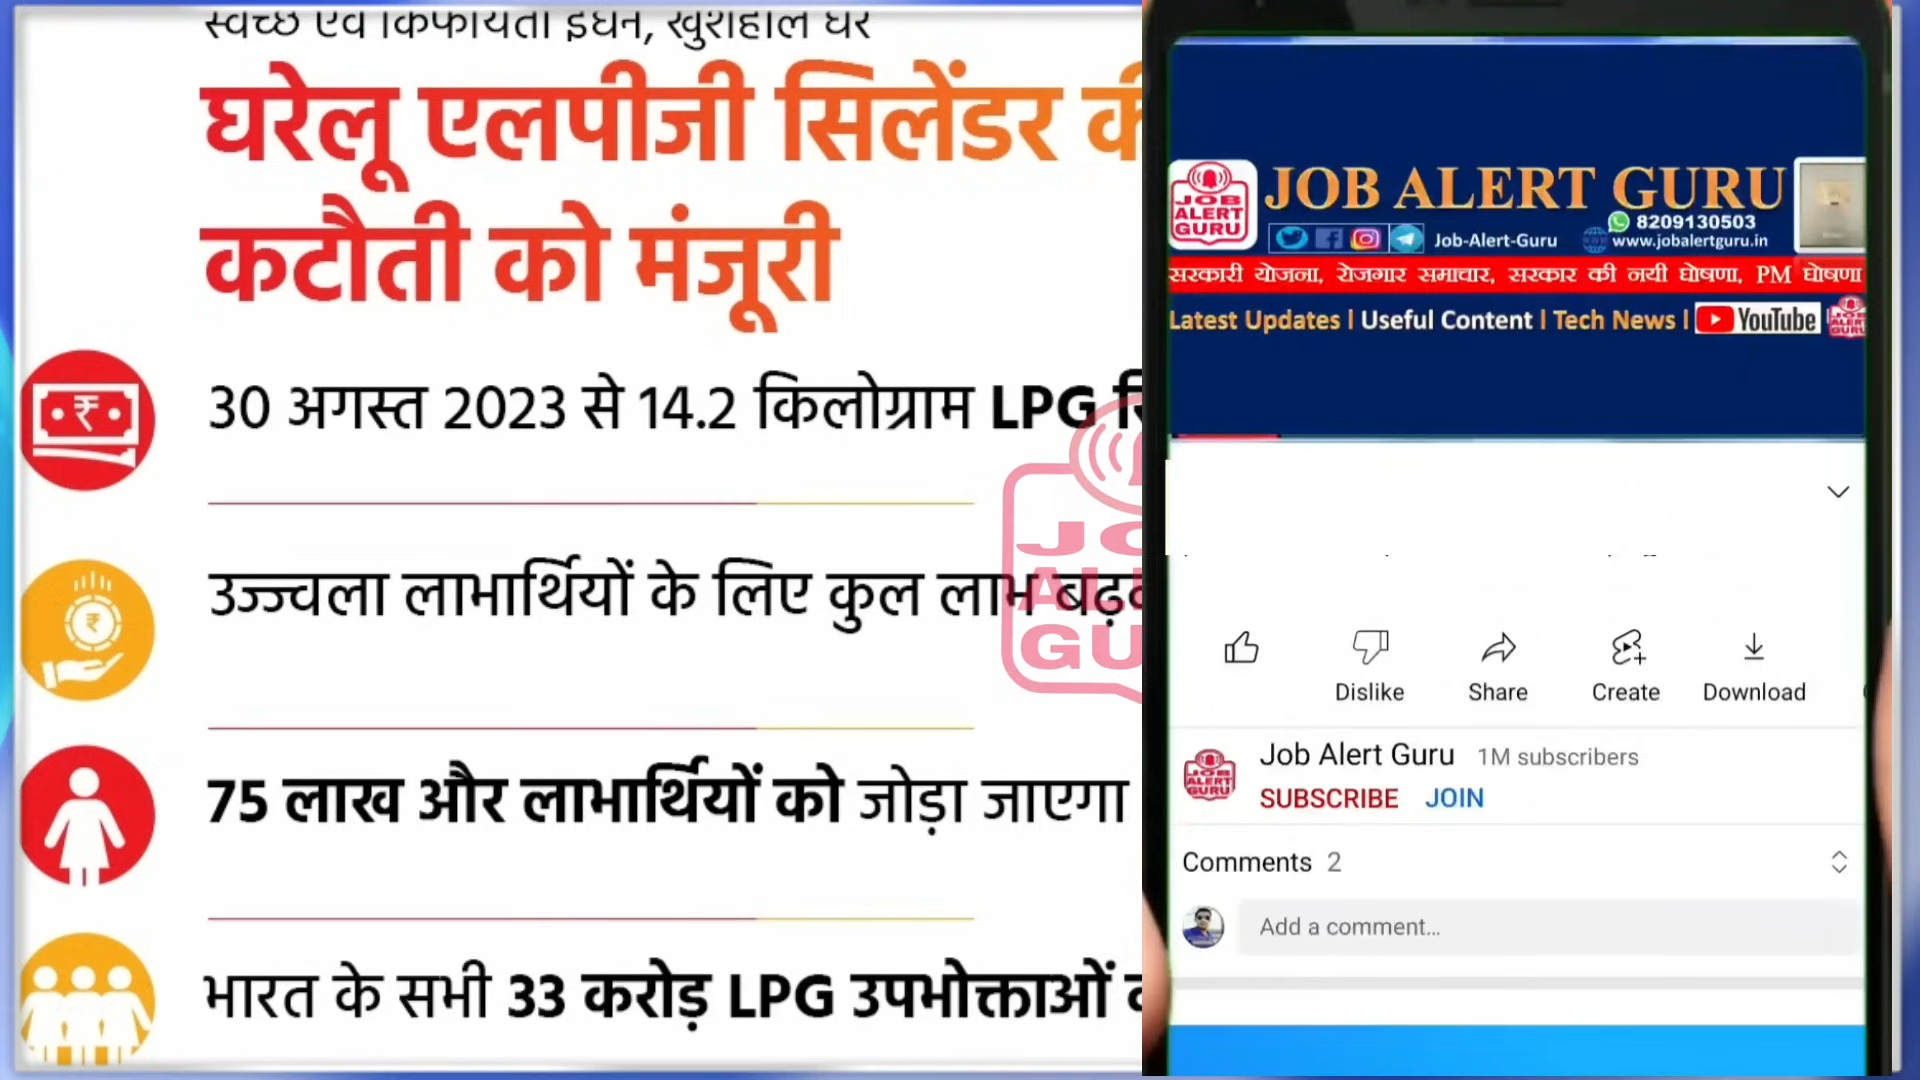 स्वच्छ एवं किफायती ईंधन, खुशहाल घर
घरेलू एलपीजी सिलेंडर की
कटौती को मंजूरी
30 अगस्त 2023 से 14.2 किलोग्राम LPG
उज्ज्वला लाभार्थियों के लिए कुल लाभ
75 लाख और लाभार्थियों को जोड़ा जाएगा
भारत के सभी 33 करोड़ LPG उपभोक्ताओं
JOB ALERT GURU
JOB ALERT GURU
8209130503
Job-Alert-Guru www.jobalertguru.in
सरकारी योजना, रोजगार समाचार, सरकार की नयी घोषणा, PM घोषणा
Latest Updates | Useful Content | Tech News | YouTube
Dislike Share Create Download
Job Alert Guru 1M subscribers
JOB ALERT GURU
SUBSCRIBE JOIN
Comments 2
Add a comment...